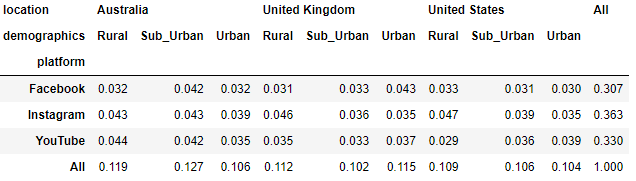 location Australia United Kingdom United States All
demographics Rural Sub_Urban Urban Rural Sub_Urban Urban Rural Sub_Urban Urban
platform
Facebook 0.032 0.042 0.032 0.031 0.033 0.043 0.033 0.031 0.030 0.307
Instagram 0.043 0.043 0.039 0.046 0.036 0.035 0.047 0.039 0.035 0.363
YouTube 0.044 0.042 0.035 0.035 0.033 0.037 0.029 0.036 0.039 0.330
All 0.119 0.127 0.106 0.112 0.102 0.115 0.109 0.106 0.104 1.000